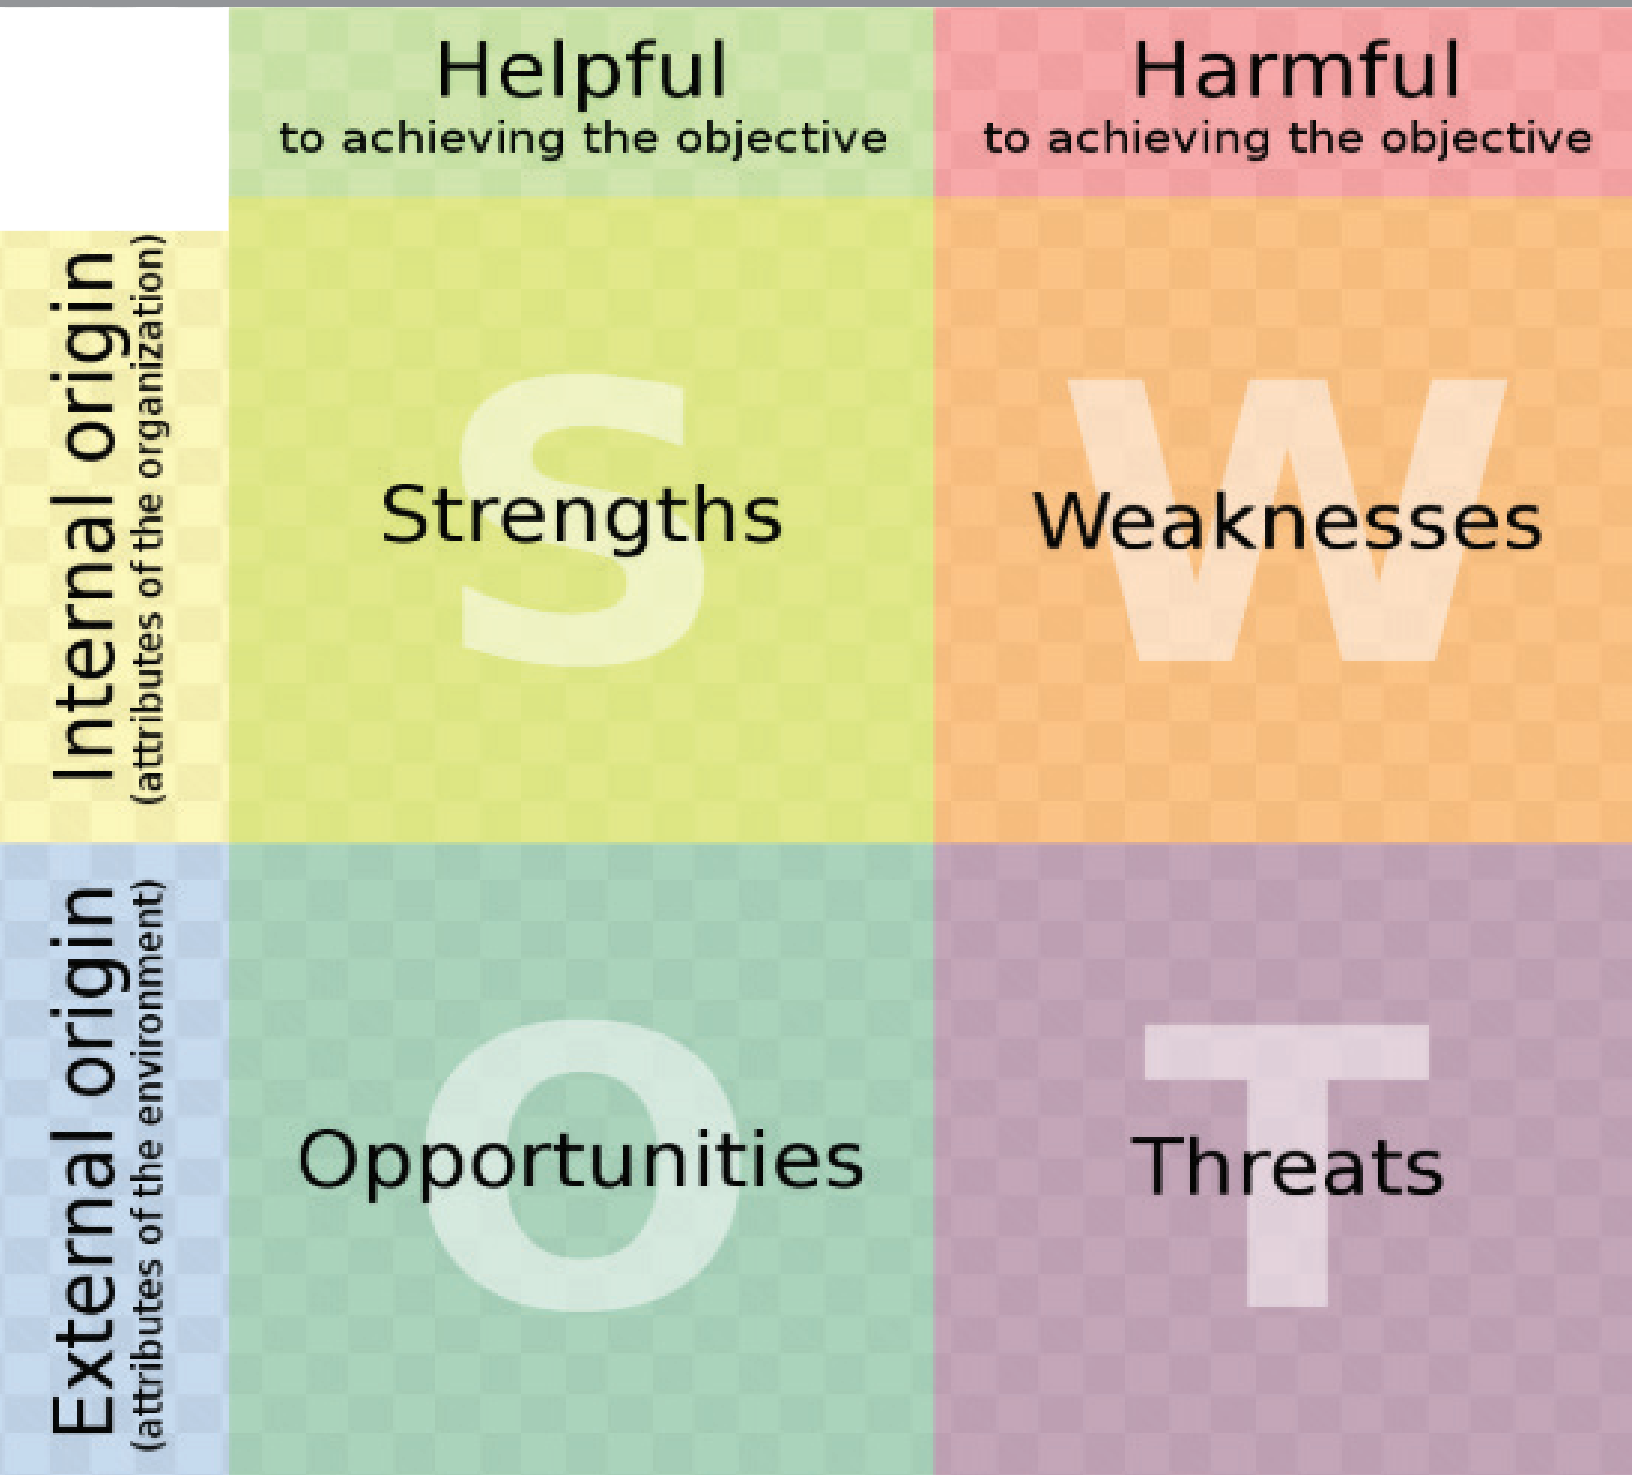 Helpful
to achieving the objective
Harmful
to achieving the objective
Internal origin
(attributes of the organization)
S
Strengths
W
Weaknesses
External origin
(attributes of the environment)
O
Opportunities
T
Threats